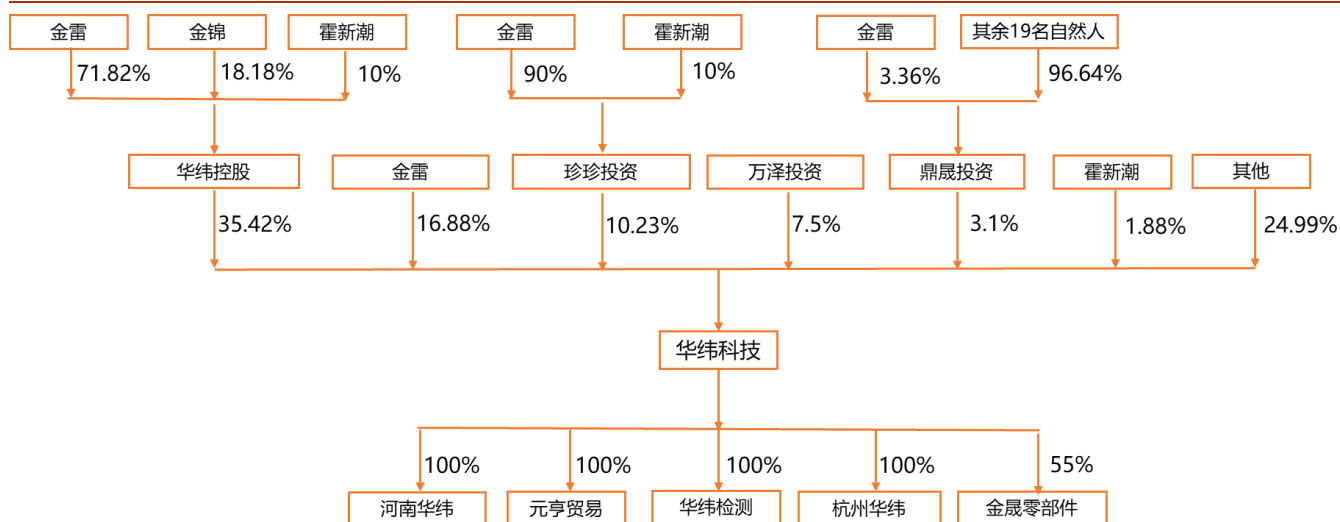 金雷 金锦 霍新潮 金雷 霍新潮 金雷 其余19名自然人
71.82% 18.18% 10% 90% 10% 3.36% 96.64%
华纬控股 金雷 珍珍投资 万泽投资 鼎晟投资 霍新潮 其他
35.42% 16.88% 10.23% 7.5% 3.1% 1.88% 24.99%
华纬科技
100% 100% 100% 100% 55%
河南华纬 元亨贸易 华纬检测 杭州华纬 金晟零部件